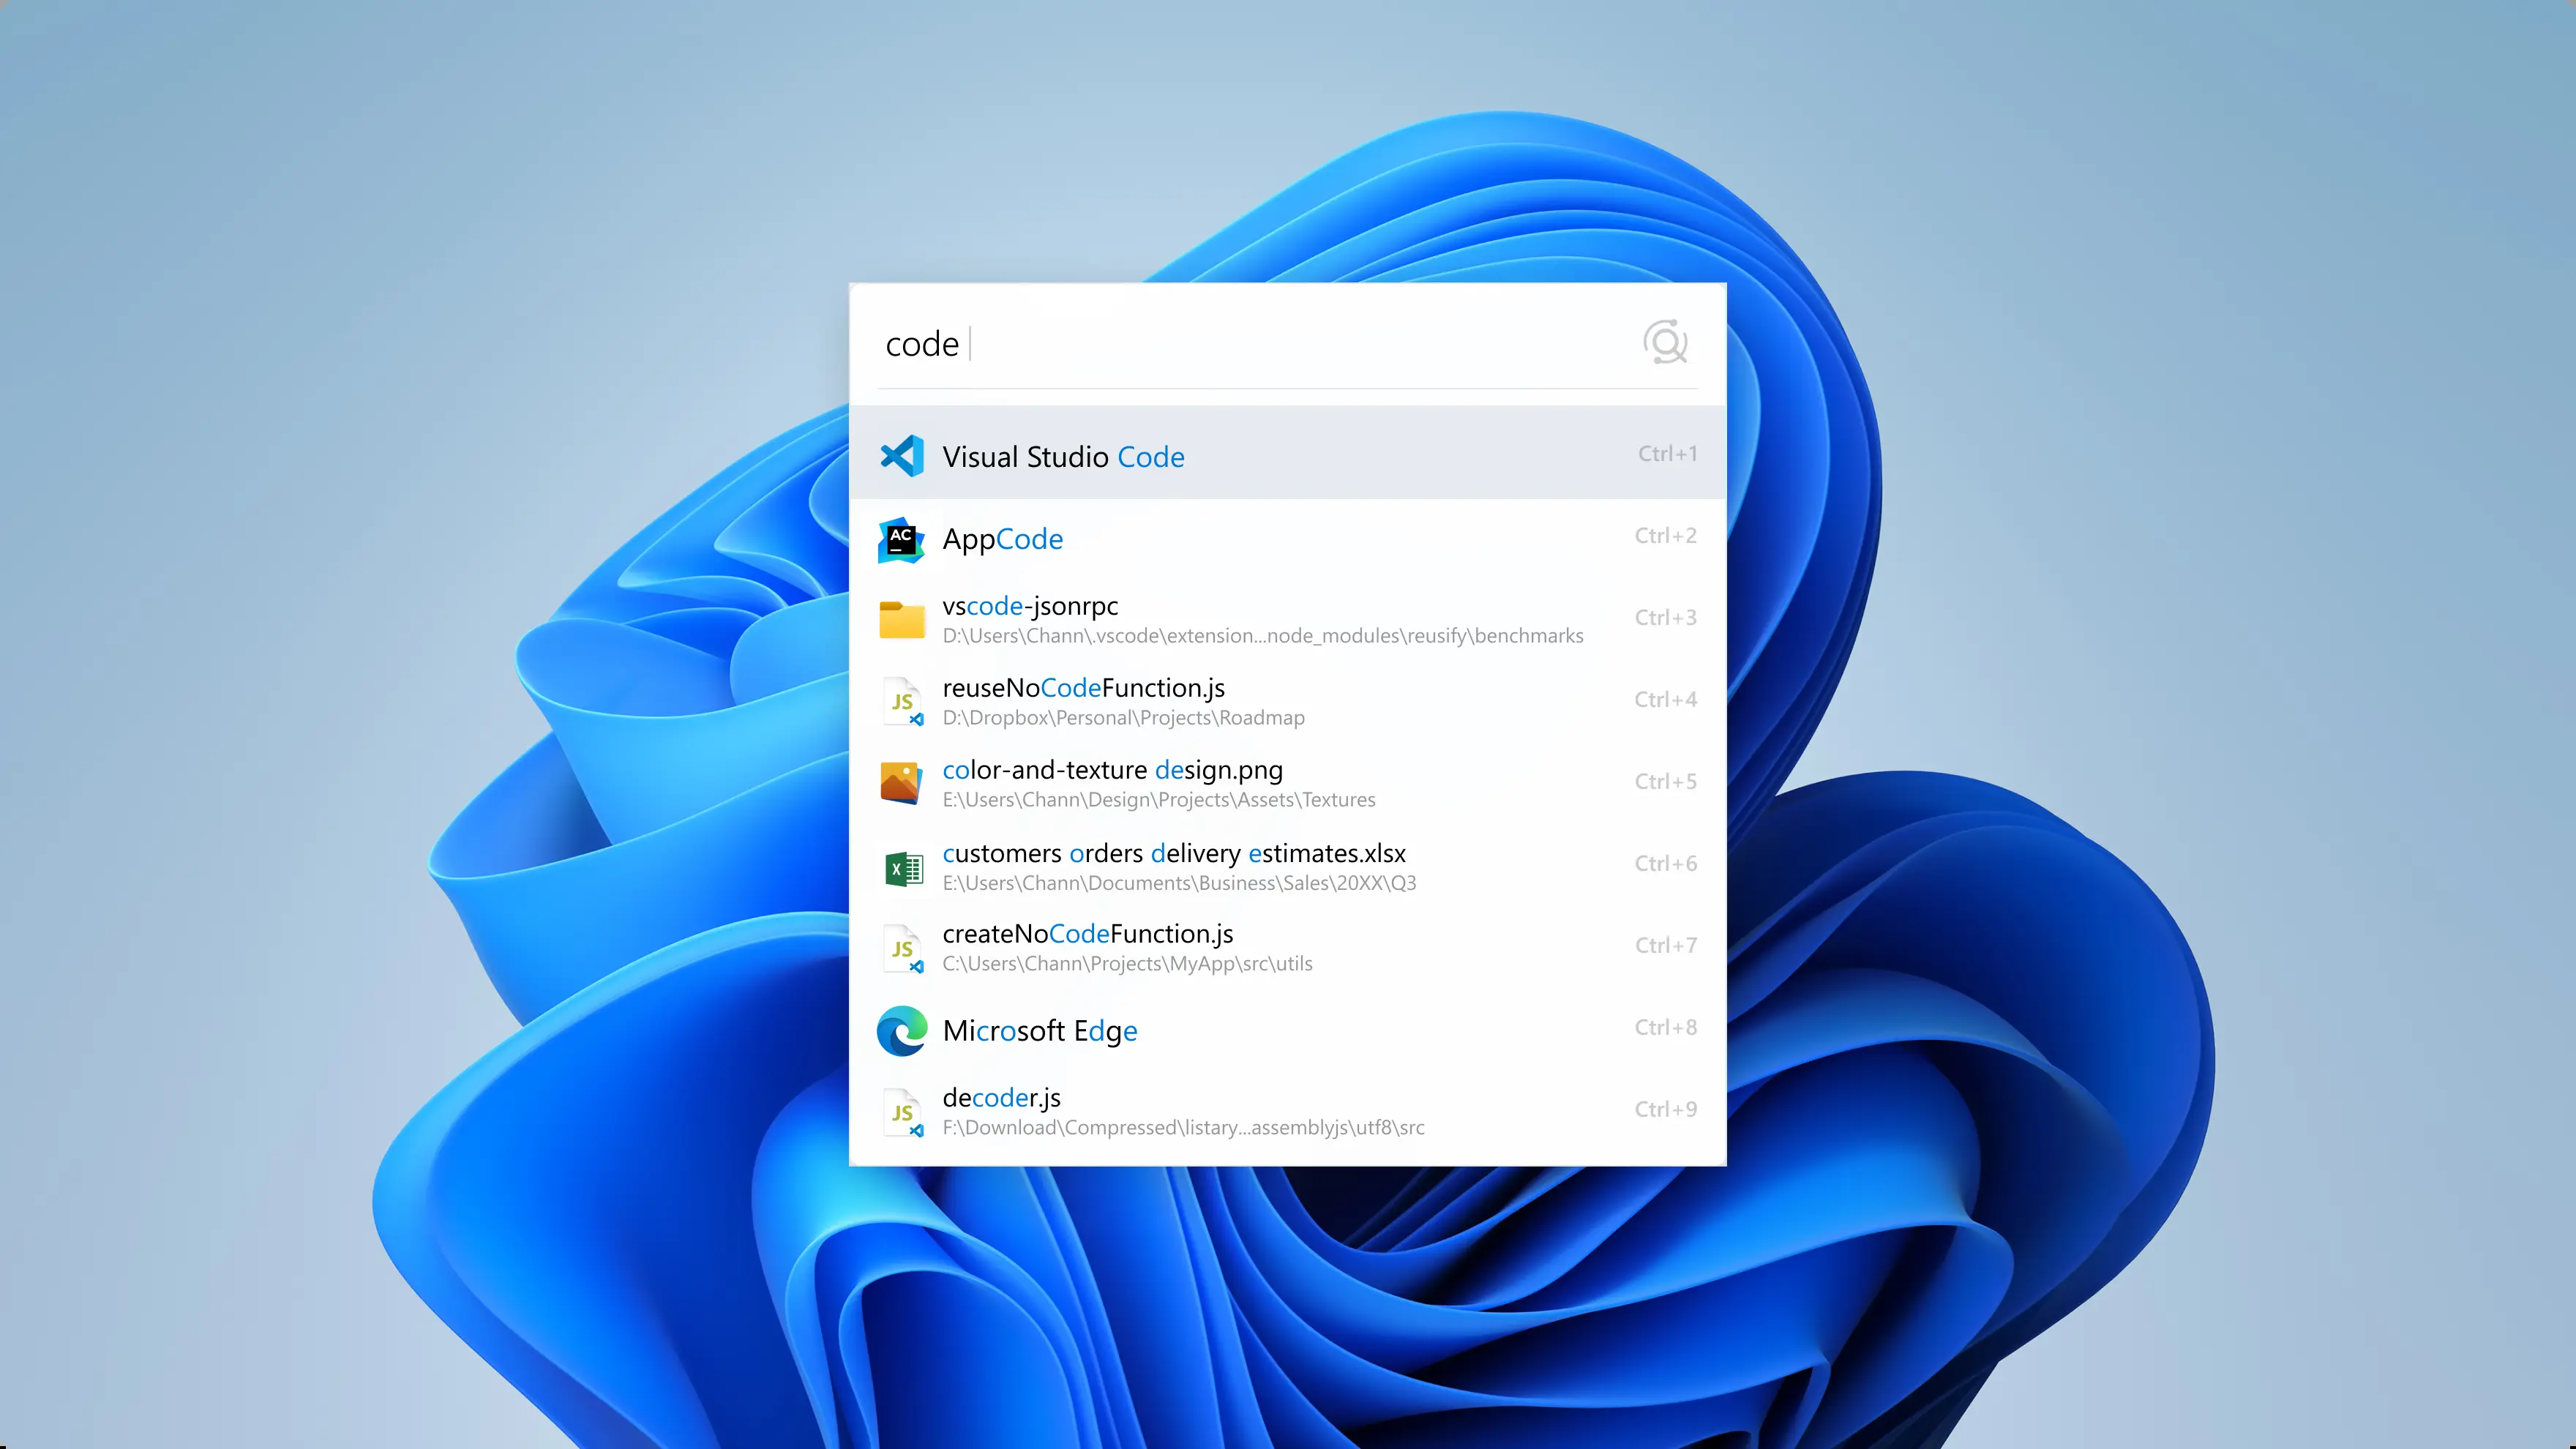 code
Visual Studio Code
Ctrl+1
AC
AppCode
Ctrl+2
vscode-jsonrpc
D:\Users\Chann\.vscode\extension...node_modules\reusify\benchmarks
Ctrl+3
JS
reuseNoCodeFunction.js
D:\Dropbox\Personal\Projects\Roadmap
Ctrl+4
color-and-texture design.png
E:\Users\Chann\Design\Projects\Assets\Textures
Ctrl+5
X
customers orders delivery estimates.xlsx
E:\Users\Chann\Documents\Business\Sales\20XX\Q3
Ctrl+6
JS
createNoCodeFunction.js
C:\Users\Chann\Projects\MyApp\src\utils
Ctrl+7
Microsoft Edge
Ctrl+8
JS
decoder.js
F:\Download\Compressed\listary...assemblyjs\utf8\src
Ctrl+9